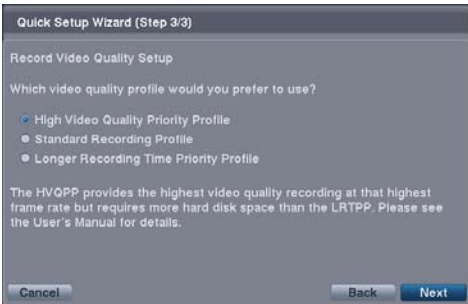 Quick Setup Wizard (Step 3/3)
Record Video Quality Setup
Which video quality profile would you prefer to use?
High Video Quality Priority Profile
Standard Recording Profile
Longer Recording Time Priority Profile
The HVQPP provides the highest video quality recording at that highest
frame rate but requires more hard disk space than the LRTPP. Please see
the User's Manual for details.
Cancel
Back
Next